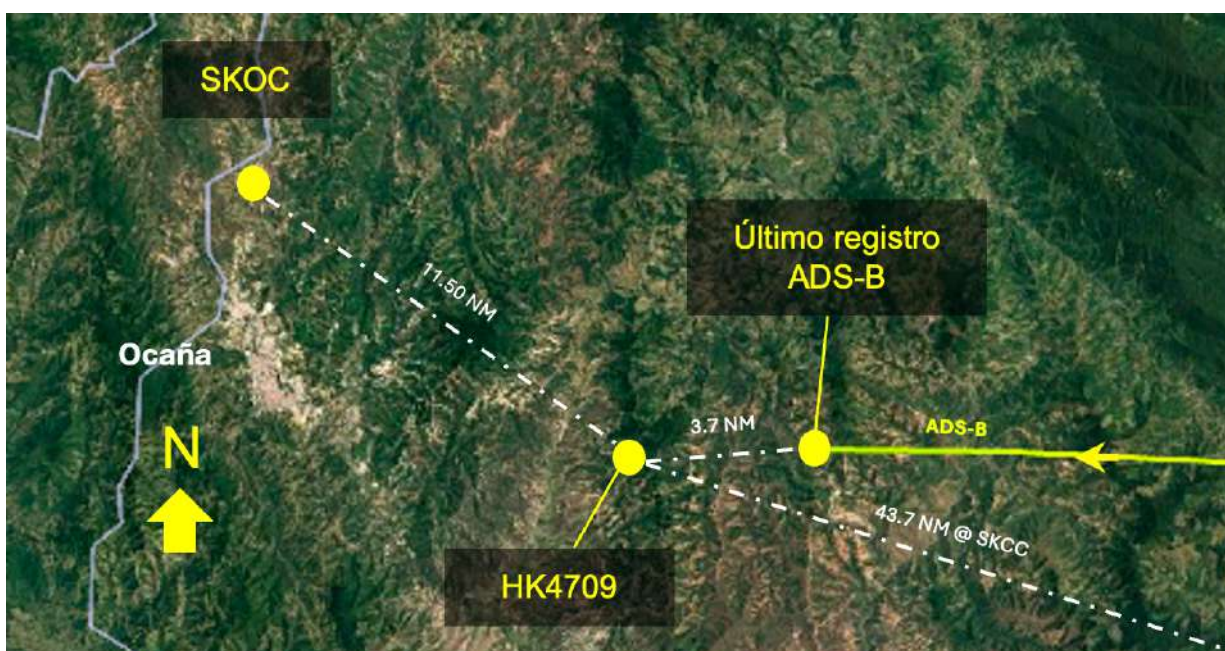 SKOC
Último registro
ADS-B
11.50 NM
Ocaña
3.7 NM
ADS-B
N
43.7 NM @ SKCC
HK4709